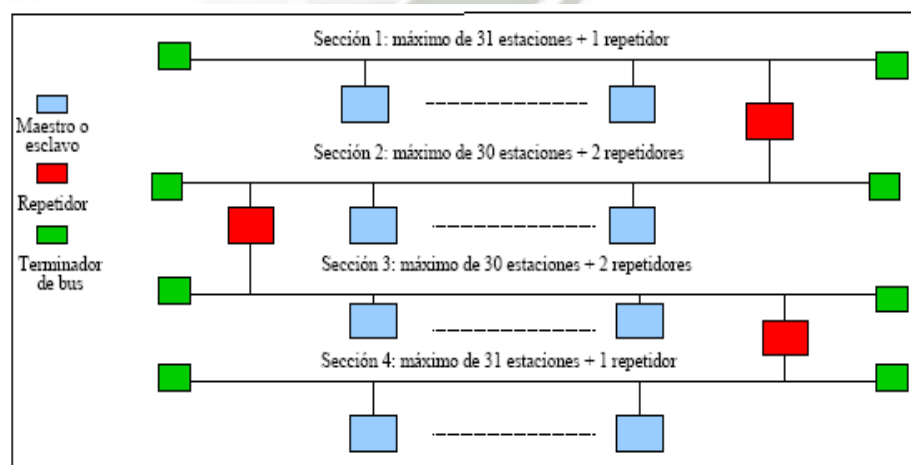 Sección 1: máximo de 31 estaciones + 1 repetidor
Maestro o
esclavo
Sección 2: máximo de 30 estaciones + 2 repetidores
Repetidor
Terminador
de bus
Sección 3: máximo de 30 estaciones + 2 repetidores
Sección 4: máximo de 31 estaciones + 1 repetidor